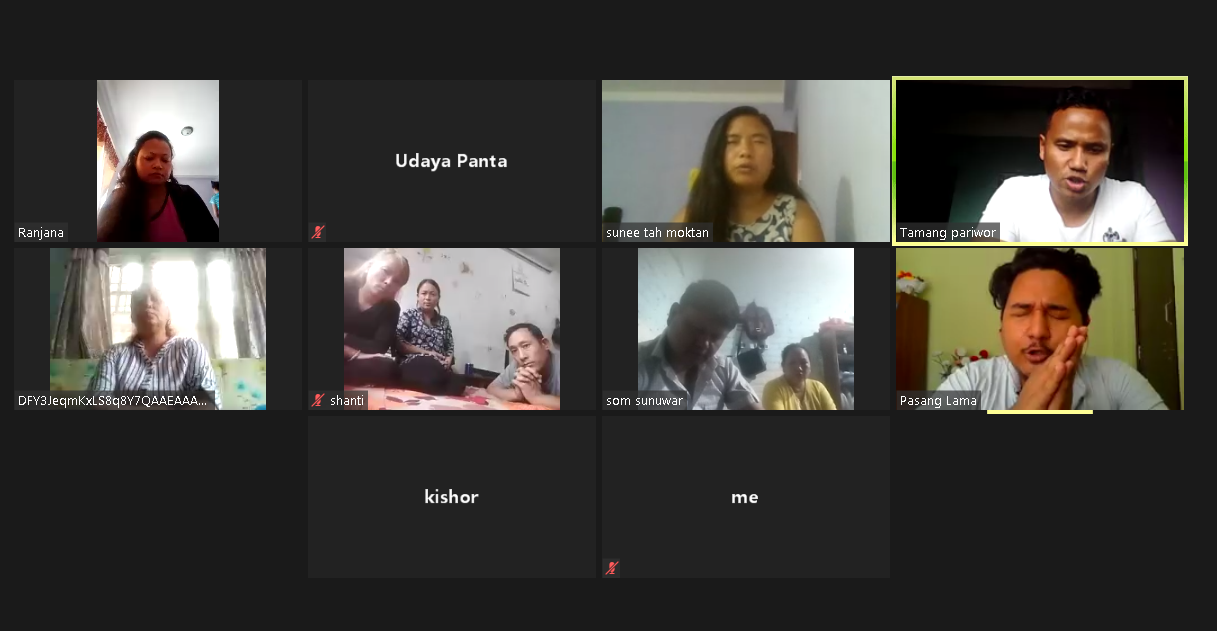 Ranjana
Udaya Panta
sunee tah moktan
Tamang pariwor
DFY3JeqmKxLS8q8Y7QAAEAAA...
shanti
som sunuwar
Pasang Lama
kishor
me